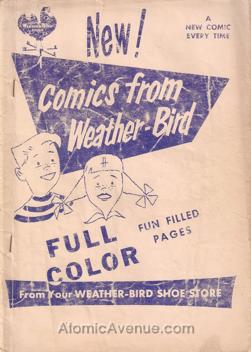 New!
A
NEW COMIC
EVERY TIME
Comics from
Weather-Bird
FULL
COLOR
FUN FILLED
PAGES
From Your WEATHER-BIRD SHOE STORE
AtomicAvenue.com